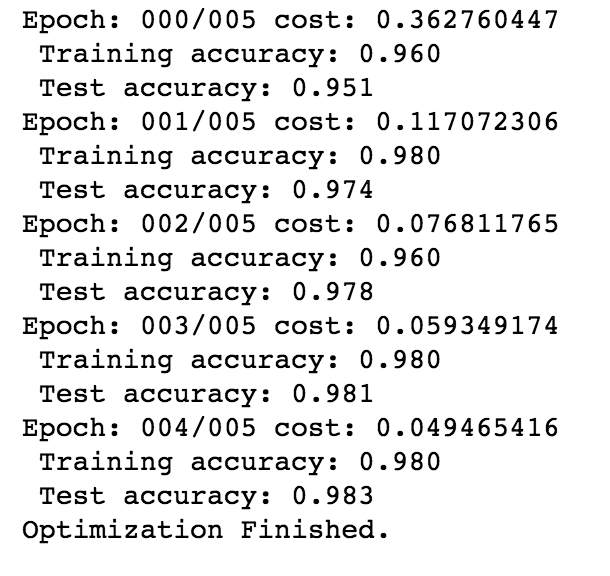 Epoch: 000/005 cost: 0.362760447
Training accuracy: 0.960
Test accuracy: 0.951
Epoch: 001/005 cost: 0.117072306
Training accuracy: 0.980
Test accuracy: 0.974
Epoch: 002/005 cost: 0.076811765
Training accuracy: 0.960
Test accuracy: 0.978
Epoch: 003/005 cost: 0.059349174
Training accuracy: 0.980
Test accuracy: 0.981
Epoch: 004/005 cost: 0.049465416
Training accuracy: 0.980
Test accuracy: 0.983
Optimization Finished.